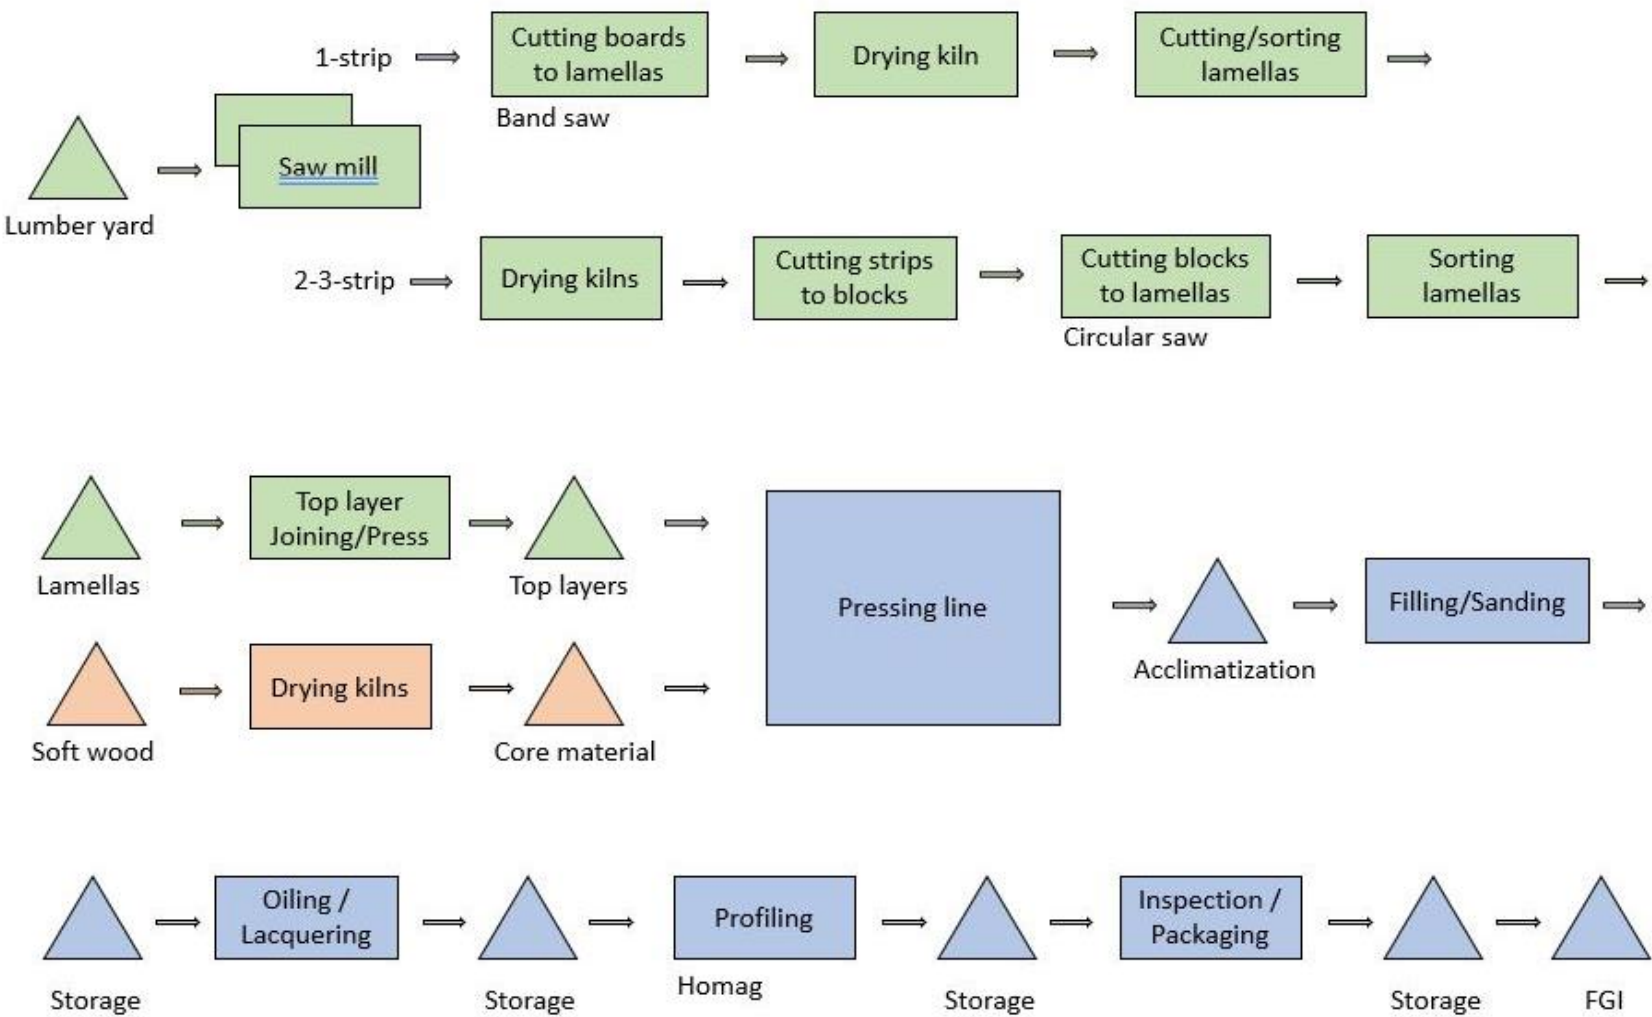 1-strip
Cutting boards
to lamellas
Band saw
Drying kiln
Cutting/sorting
lamellas
Saw mill
Lumber yard
2-3-strip
Drying kilns
Cutting strips
to blocks
Cutting blocks
to lamellas
Circular saw
Sorting
lamellas
Lamellas
Top layer
Joining/Press
Top layers
Pressing line
Acclimatization
Filling/Sanding
Soft wood
Drying kilns
Core material
Storage
Oiling /
Lacquering
Storage
Profiling
Homag
Storage
Inspection /
Packaging
Storage
FGI